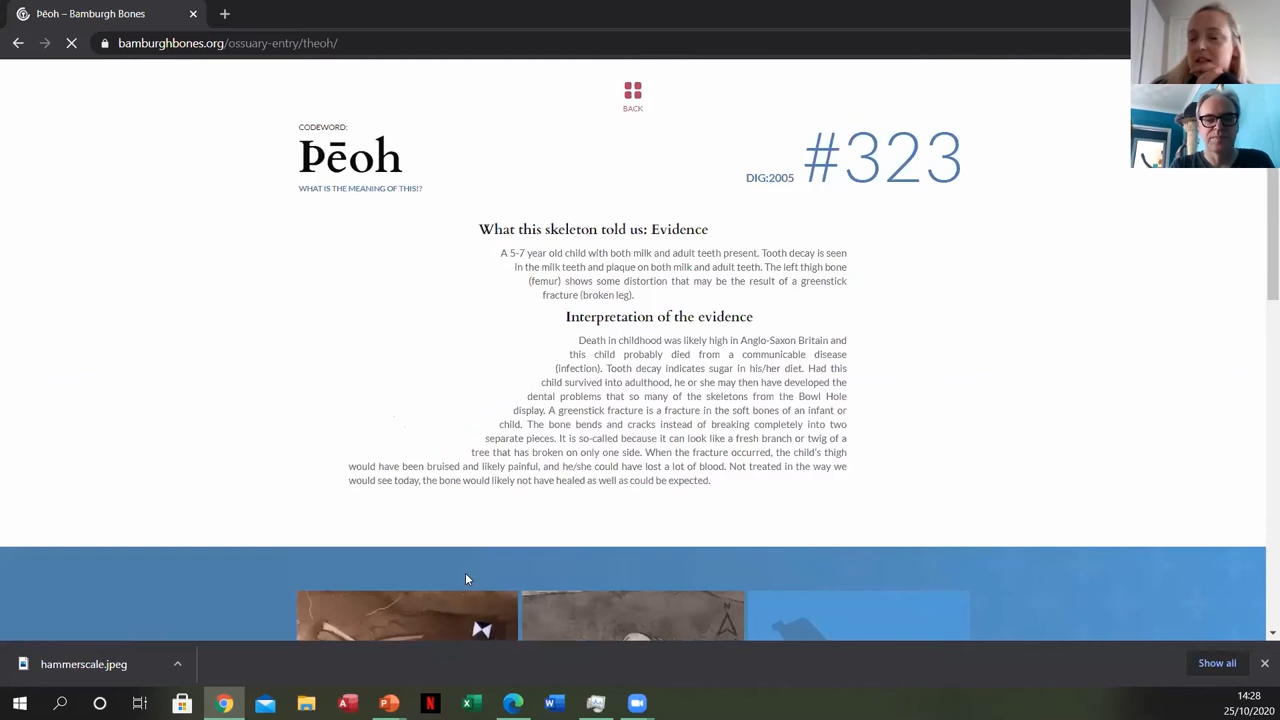 Þēoh – Bamburgh Bones
bamburghbones.org/ossuary-entry/theoh/
BACK
CODEWORD:
Þēoh
WHAT IS THE MEANING OF THIS!?
DIG:2005 #323
What this skeleton told us: Evidence
A 5-7 year old child with both milk and adult teeth present. Tooth decay is seen
in the milk teeth and plaque on both milk and adult teeth. The left thigh bone
(femur) shows some distortion that may be the result of a greenstick
fracture (broken leg).
Interpretation of the evidence
Death in childhood was likely high in Anglo-Saxon Britain and
this child probably died from a communicable disease
(infection). Tooth decay indicates sugar in his/her diet. Had this
child survived into adulthood, he or she may then have developed the
dental problems that so many of the skeletons from the Bowl Hole
display. A greenstick fracture is a fracture in the soft bones of an infant or
child. The bone bends and cracks instead of breaking completely into two
separate pieces. It is so-called because it can look like a fresh branch or twig of a
tree that has broken on only one side. When the fracture occurred, the child's thigh
would have been bruised and likely painful, and he/she could have lost a lot of blood. Not treated in the way we
would see today, the bone would likely not have healed as well as could be expected.
N
hammerscale.jpeg
Show all
14:28
25/10/2020